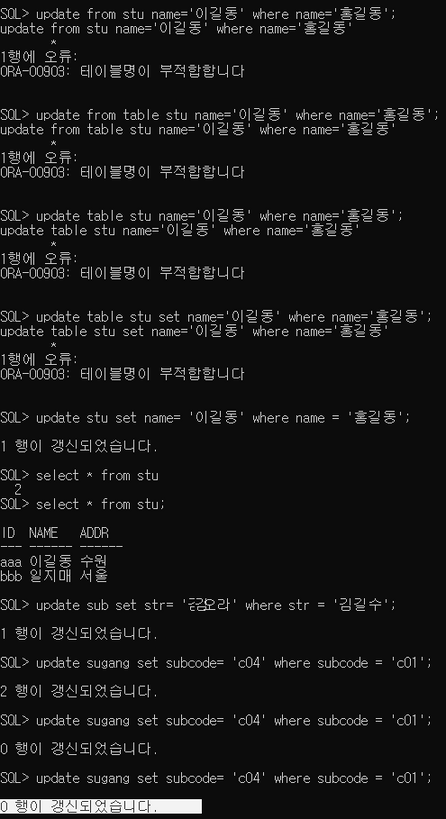 SQL> update from stu name='이길동' where name='홍길동';
update from stu name='이길동' where name='홍길동'
*
1행에 오류:
ORA-00903: 테이블명이 부적합합니다
SQL> update from table stu name='이길동' where name='홍길동';
update from table stu name='이길동' where name='홍길동'
*
1행에 오류:
ORA-00903: 테이블명이 부적합합니다
SQL> update table stu name='이길동' where name='홍길동';
update table stu name='이길동' where name='홍길동'
*
1행에 오류:
ORA-00903: 테이블명이 부적합합니다
SQL> update table stu set name='이길동' where name='홍길동';
update table stu set name='이길동' where name='홍길동'
*
1행에 오류:
ORA-00903: 테이블명이 부적합합니다
SQL> update stu set name= '이길동' where name = '홍길동';
1 행이 갱신되었습니다.
SQL> select * from stu
2
SQL> select * from stu;
ID NAME ADDR
--- ------ ------
aaa 이길동 수원
bbb 일지매 서울
SQL> update sub set str= ' ' where str = '김길수';
1 행이 갱신되었습니다.
SQL> update sugang set subcode= 'c04' where subcode = 'c01';
2 행이 갱신되었습니다.
SQL> update sugang set subcode= 'c04' where subcode = 'c01';
0 행이 갱신되었습니다.
SQL> update sugang set subcode= 'c04' where subcode = 'c01';
0 행이 갱신되었습니다.